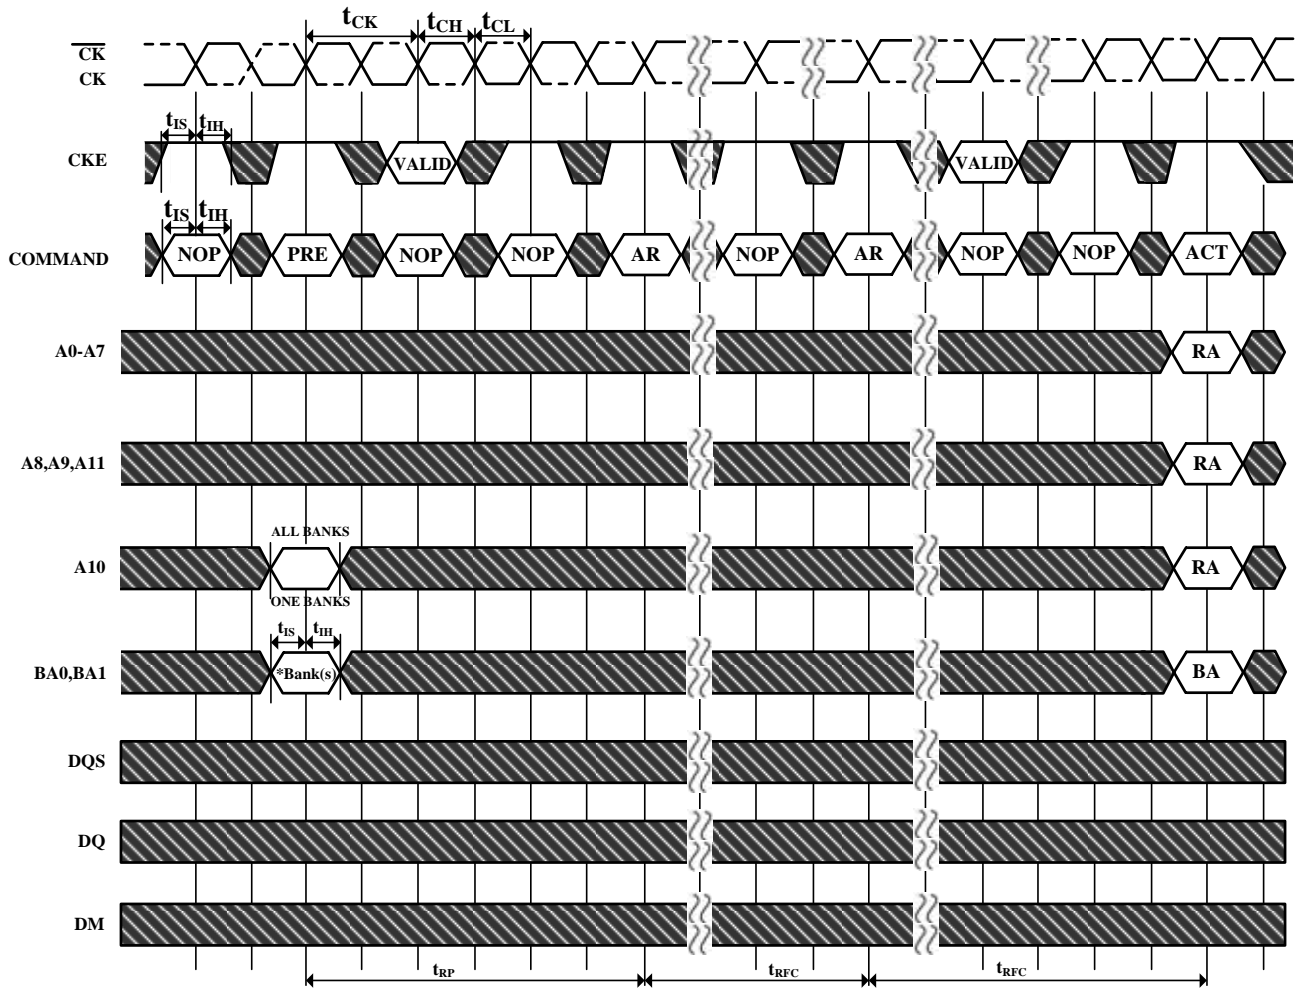 tCK tCH tCL
CK
CK
tIS tIH
CKE VALID VALID
tIS tIH
COMMAND NOP PRE NOP NOP AR NOP AR NOP NOP ACT
A0-A7 RA
A8,A9,A11 RA
ALL BANKS
A10 RA
ONE BANKS
tIS tIH
BA0,BA1 *Bank(s) BA
DQS
DQ
DM
tRP tRFC tRFC